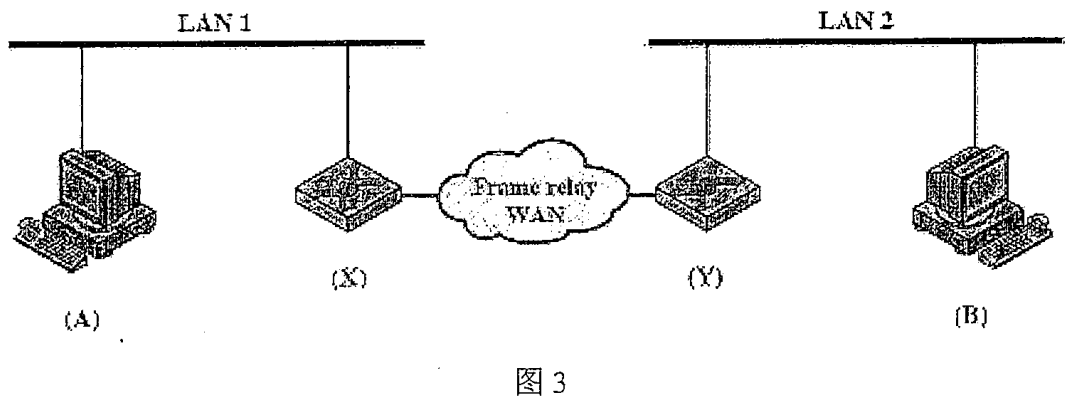 LAN 1
LAN 2
Frame relay
WAN
(X)
(Y)
(A)
(B)
图 3